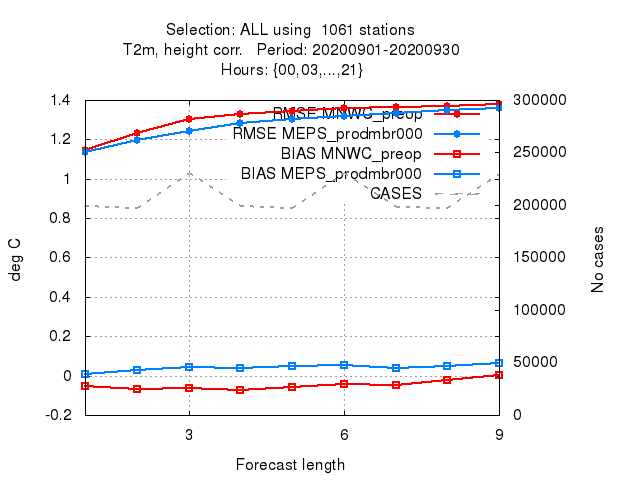 Selection: ALL using  1061 stations
T2m, height corr.   Period: 20200901-20200930
Hours: {00,03,...,21}
1.4
1.2
1
0.8
0.6
0.4
0.2
0
-0.2
deg C
RMSE MNWC_preop
RMSE MEPS_prodmbr000
BIAS MNWC_preop
BIAS MEPS_prodmbr000
CASES
300000
250000
200000
150000
100000
50000
0
No cases
3
6
9
Forecast length